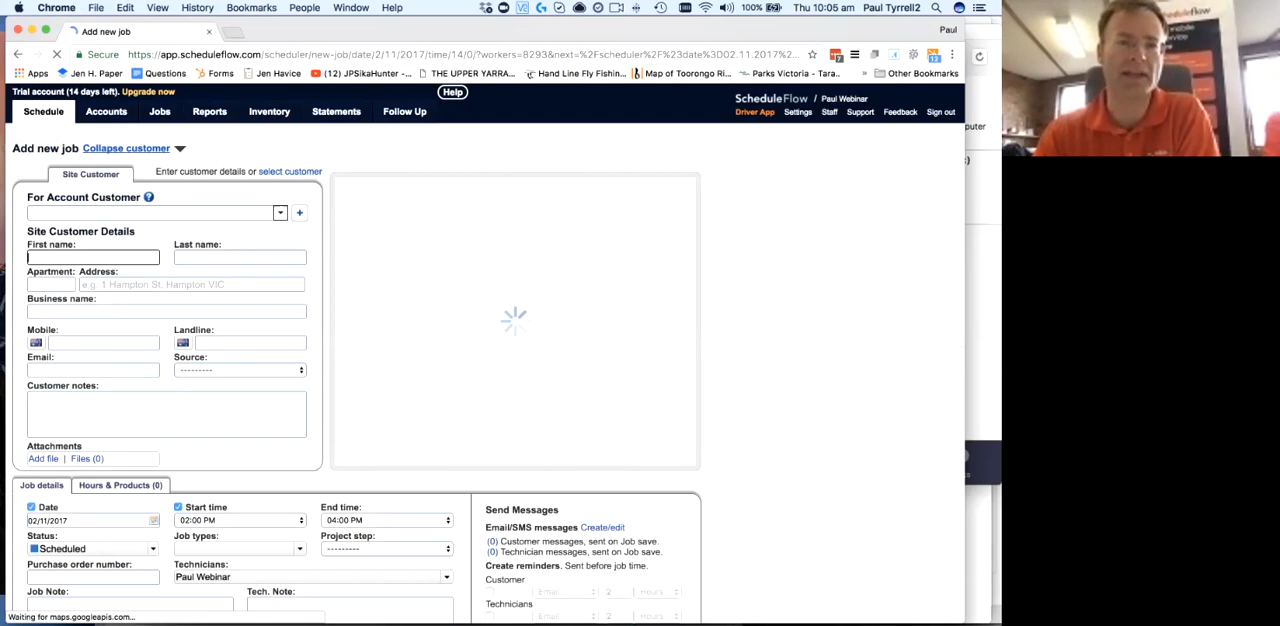 Chrome File Edit View History Bookmarks People Window Help 100% Thu 10:05 am Paul Tyrrell2
Add new job Paul
Secure https://app.scheduleflow.com/scheduler/new-job/date/2/11/2017/time/14/0/?workers=8293&next=%2Fscheduler%2F%23date%3D02.11.2017%2...
Apps Jen H. Paper Questions Forms Jen Havice (12) JPSikaHunter -... THE UPPER YARRA... Hand Line Fly Fishin... Map of Toorongo Ri... Parks Victoria - Tara... » Other Bookmarks
Trial account (14 days left). Upgrade now Help
ScheduleFlow / Paul Webinar
Schedule Accounts Jobs Reports Inventory Statements Follow Up Driver App Settings Staff Support Feedback Sign out
Add new job Collapse customer
Site Customer Enter customer details or select customer
For Account Customer ?
+
Site Customer Details
First name: Last name:
Apartment: Address:
e.g. 1 Hampton St. Hampton VIC
Business name:
Mobile: Landline:
Email: Source:
---------
Customer notes:
Attachments
Add file | Files (0)
Job details Hours & Products (0)
Date Start time End time:
02/11/2017 02:00 PM 04:00 PM
Status: Job types: Project step:
Scheduled ---------
Purchase order number: Technicians:
Paul Webinar
Job Note: Tech. Note:
Send Messages
Email/SMS messages Create/edit
(0) Customer messages, sent on Job save.
(0) Technician messages, sent on Job save.
Create reminders. Sent before job time.
Customer
Email 2 Hours
Technicians
Email 2 Hours
Waiting for maps.googleapis.com...
puter
:)